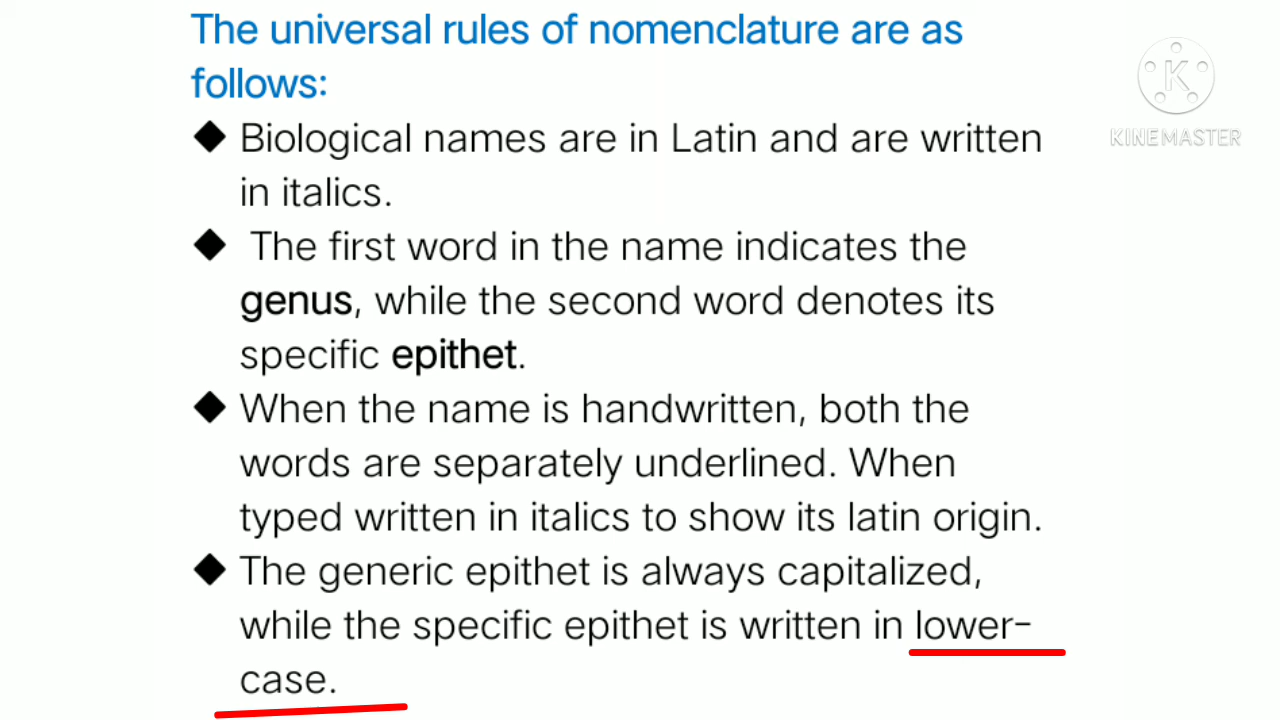 The universal rules of nomenclature are as
follows:
◆ Biological names are in Latin and are written
in italics.
◆ The first word in the name indicates the
genus, while the second word denotes its
specific epithet.
◆ When the name is handwritten, both the
words are separately underlined. When
typed written in italics to show its latin origin.
◆ The generic epithet is always capitalized,
while the specific epithet is written in lower-
case.
K
KINEMASTER